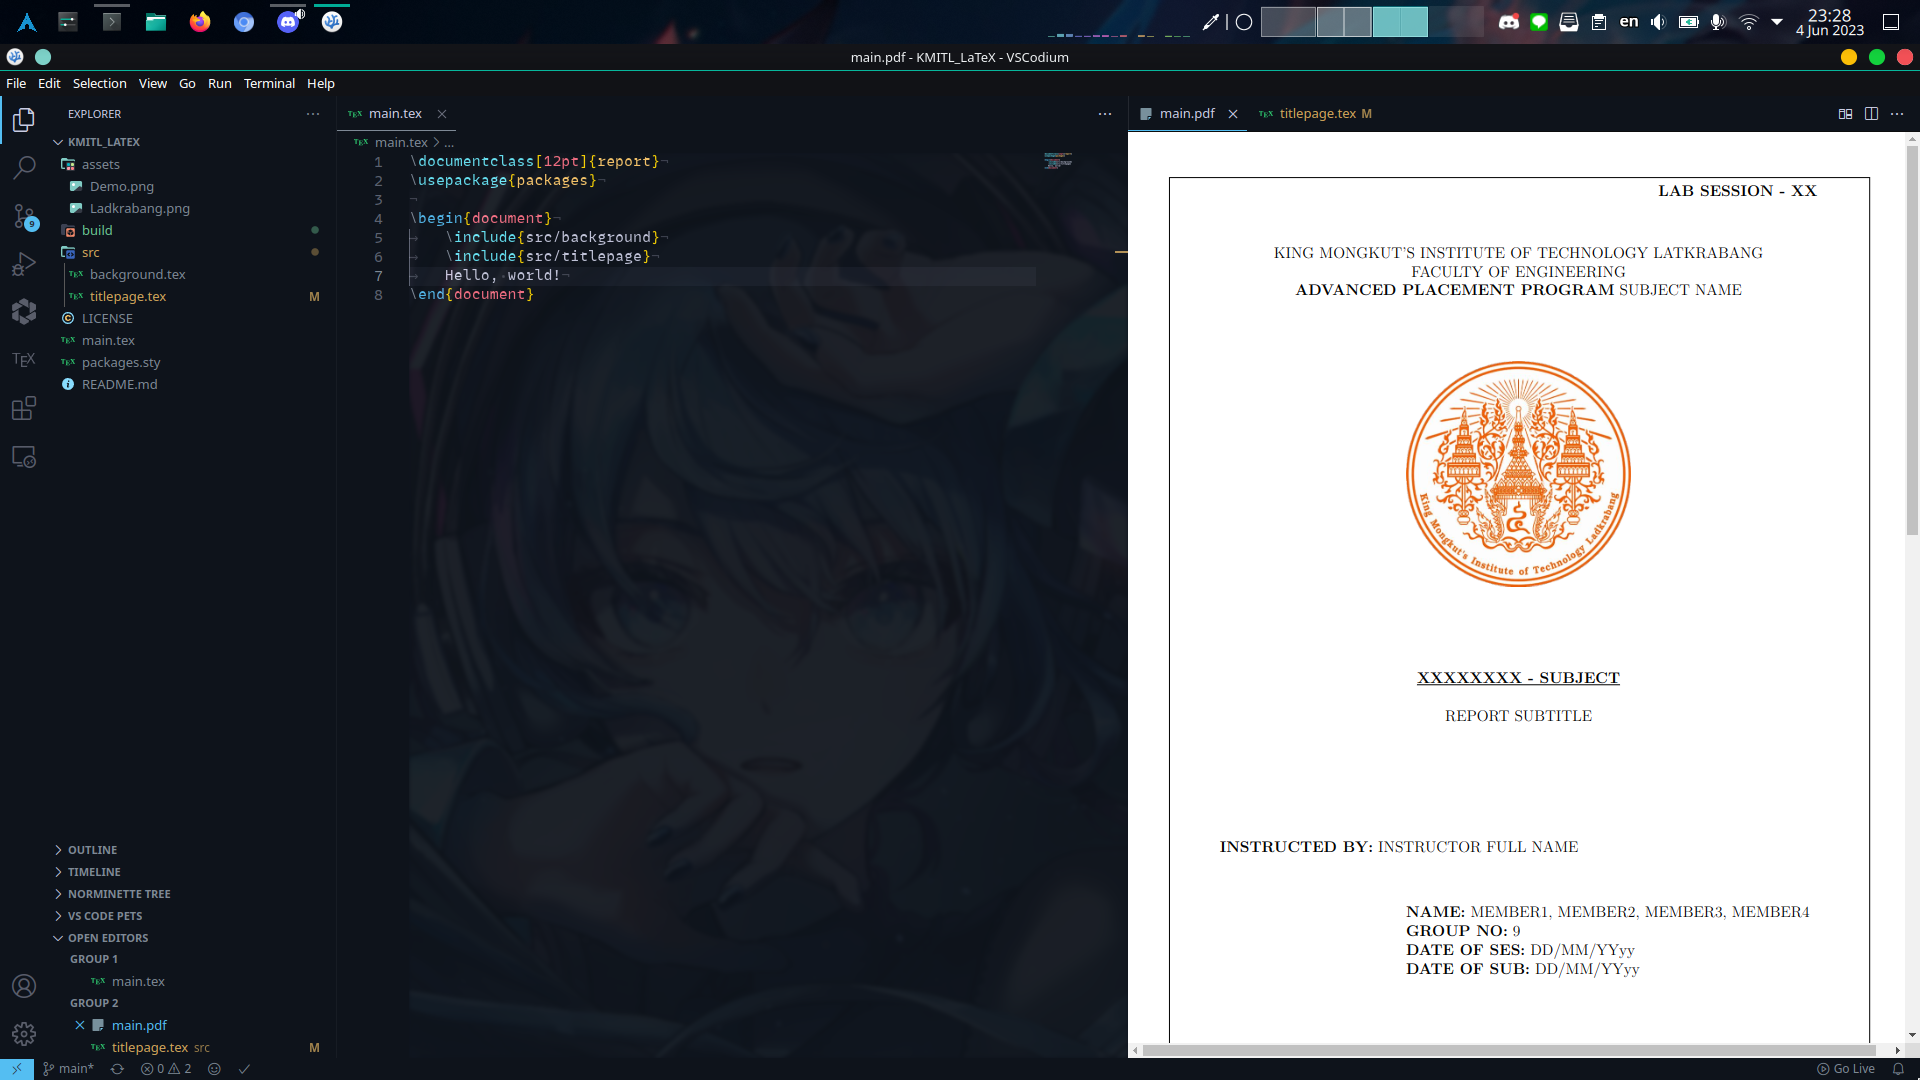 en
23:28
4 Jun 2023
main.pdf - KMITL_LaTeX - VSCodium
File Edit Selection View Go Run Terminal Help
EXPLORER
KMITL_LATEX
assets
Demo.png
Ladkrabang.png
build
src
background.tex
titlepage.tex M
LICENSE
main.tex
packages.sty
README.md
OUTLINE
TIMELINE
NORMINETTE TREE
VS CODE PETS
OPEN EDITORS
GROUP 1
main.tex
GROUP 2
main.pdf
titlepage.tex src M
9
TEX
main.tex
main.tex > ...
1 \documentclass[12pt]{report}
2 \usepackage{packages}
3
4 \begin{document}
5 \include{src/background}
6 \include{src/titlepage}
7 Hello, world!
8 \end{document}
main.pdf
titlepage.tex M
LAB SESSION - XX
KING MONGKUT'S INSTITUTE OF TECHNOLOGY LATKRABANG
FACULTY OF ENGINEERING
ADVANCED PLACEMENT PROGRAM SUBJECT NAME
King Mongkut's Institute of Technology Ladkrabang
XXXXXXXX - SUBJECT
REPORT SUBTITLE
INSTRUCTED BY: INSTRUCTOR FULL NAME
NAME: MEMBER1, MEMBER2, MEMBER3, MEMBER4
GROUP NO: 9
DATE OF SES: DD/MM/YYyy
DATE OF SUB: DD/MM/YYyy
main* 0 2
Go Live